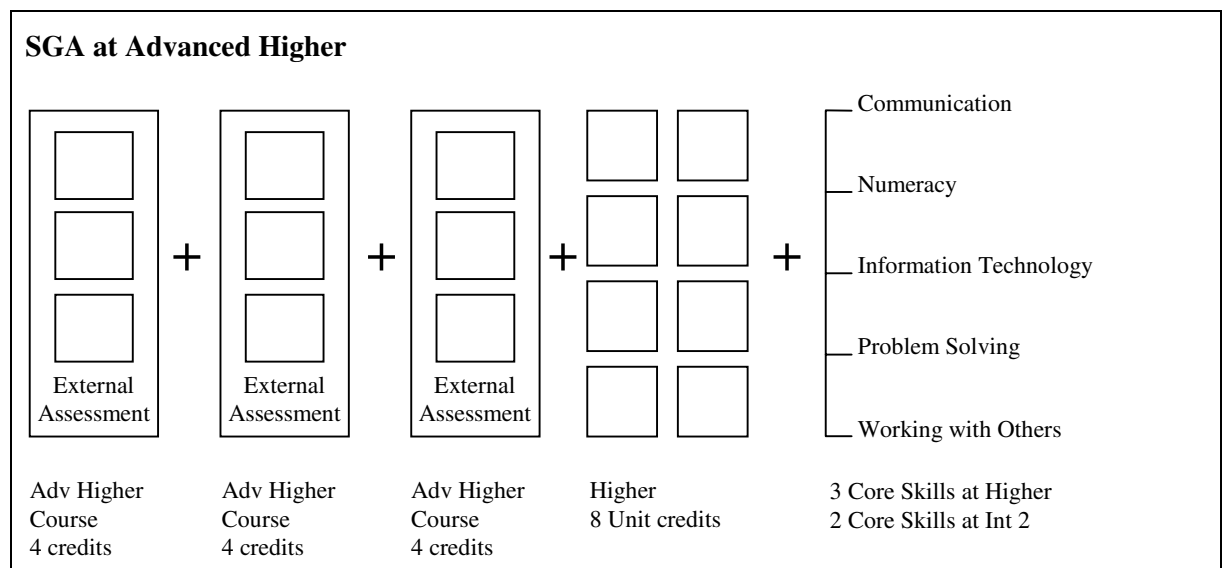 SGA at Advanced Higher
External
Assessment
External
Assessment
External
Assessment
+
+
+
+
Communication
Numeracy
Information Technology
Problem Solving
Working with Others
Adv Higher
Course
4 credits
Adv Higher
Course
4 credits
Adv Higher
Course
4 credits
Higher
8 Unit credits
3 Core Skills at Higher
2 Core Skills at Int 2